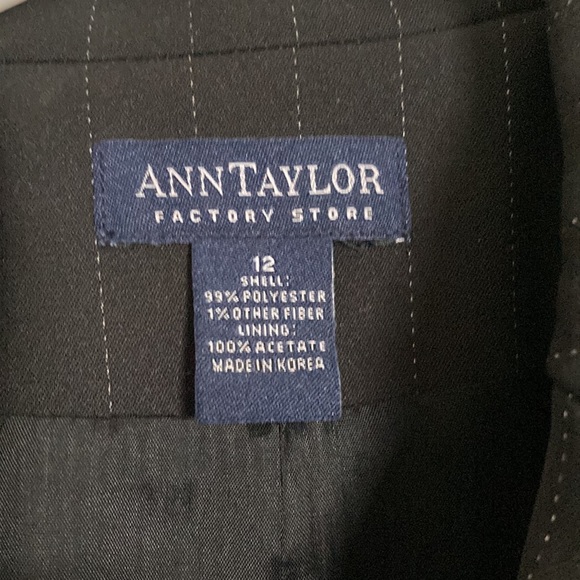 ANNTAYLOR
FACTORY STORE
12
SHELL:
99% POLYESTER
1% OTHER FIBER
LINING:
100% ACETATE
MADE IN KOREA